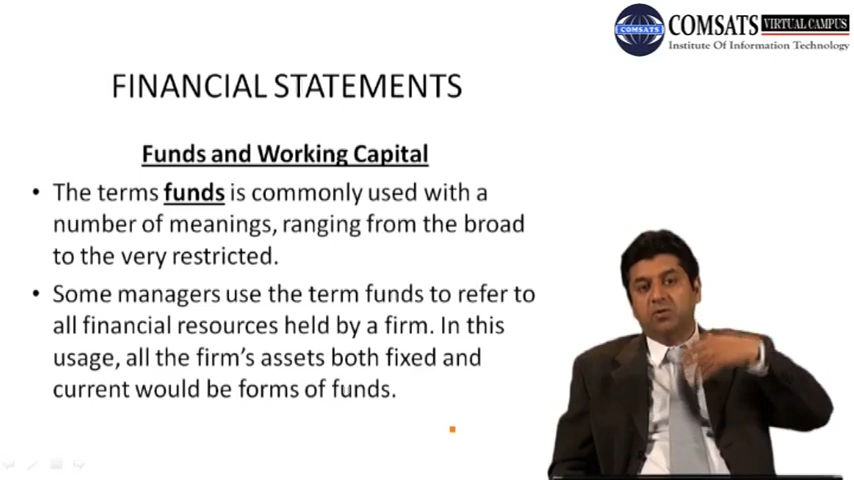 COMSATS VIRTUAL CAMPUS
COMSATS
Institute Of Information Technology
FINANCIAL STATEMENTS
Funds and Working Capital
• The terms funds is commonly used with a
number of meanings, ranging from the broad
to the very restricted.
• Some managers use the term funds to refer to
all financial resources held by a firm. In this
usage, all the firm's assets both fixed and
current would be forms of funds.